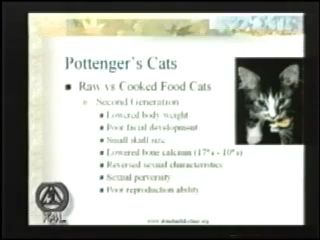 Pottenger's Cats
Raw vs Cooked Food Cats
Second Generation
Lowered body weight
Poor facial development
Small skull size
Lowered bone calcium (17% - 10%)
Reversed sexual characteristics
Sexual perversity
Poor reproduction ability